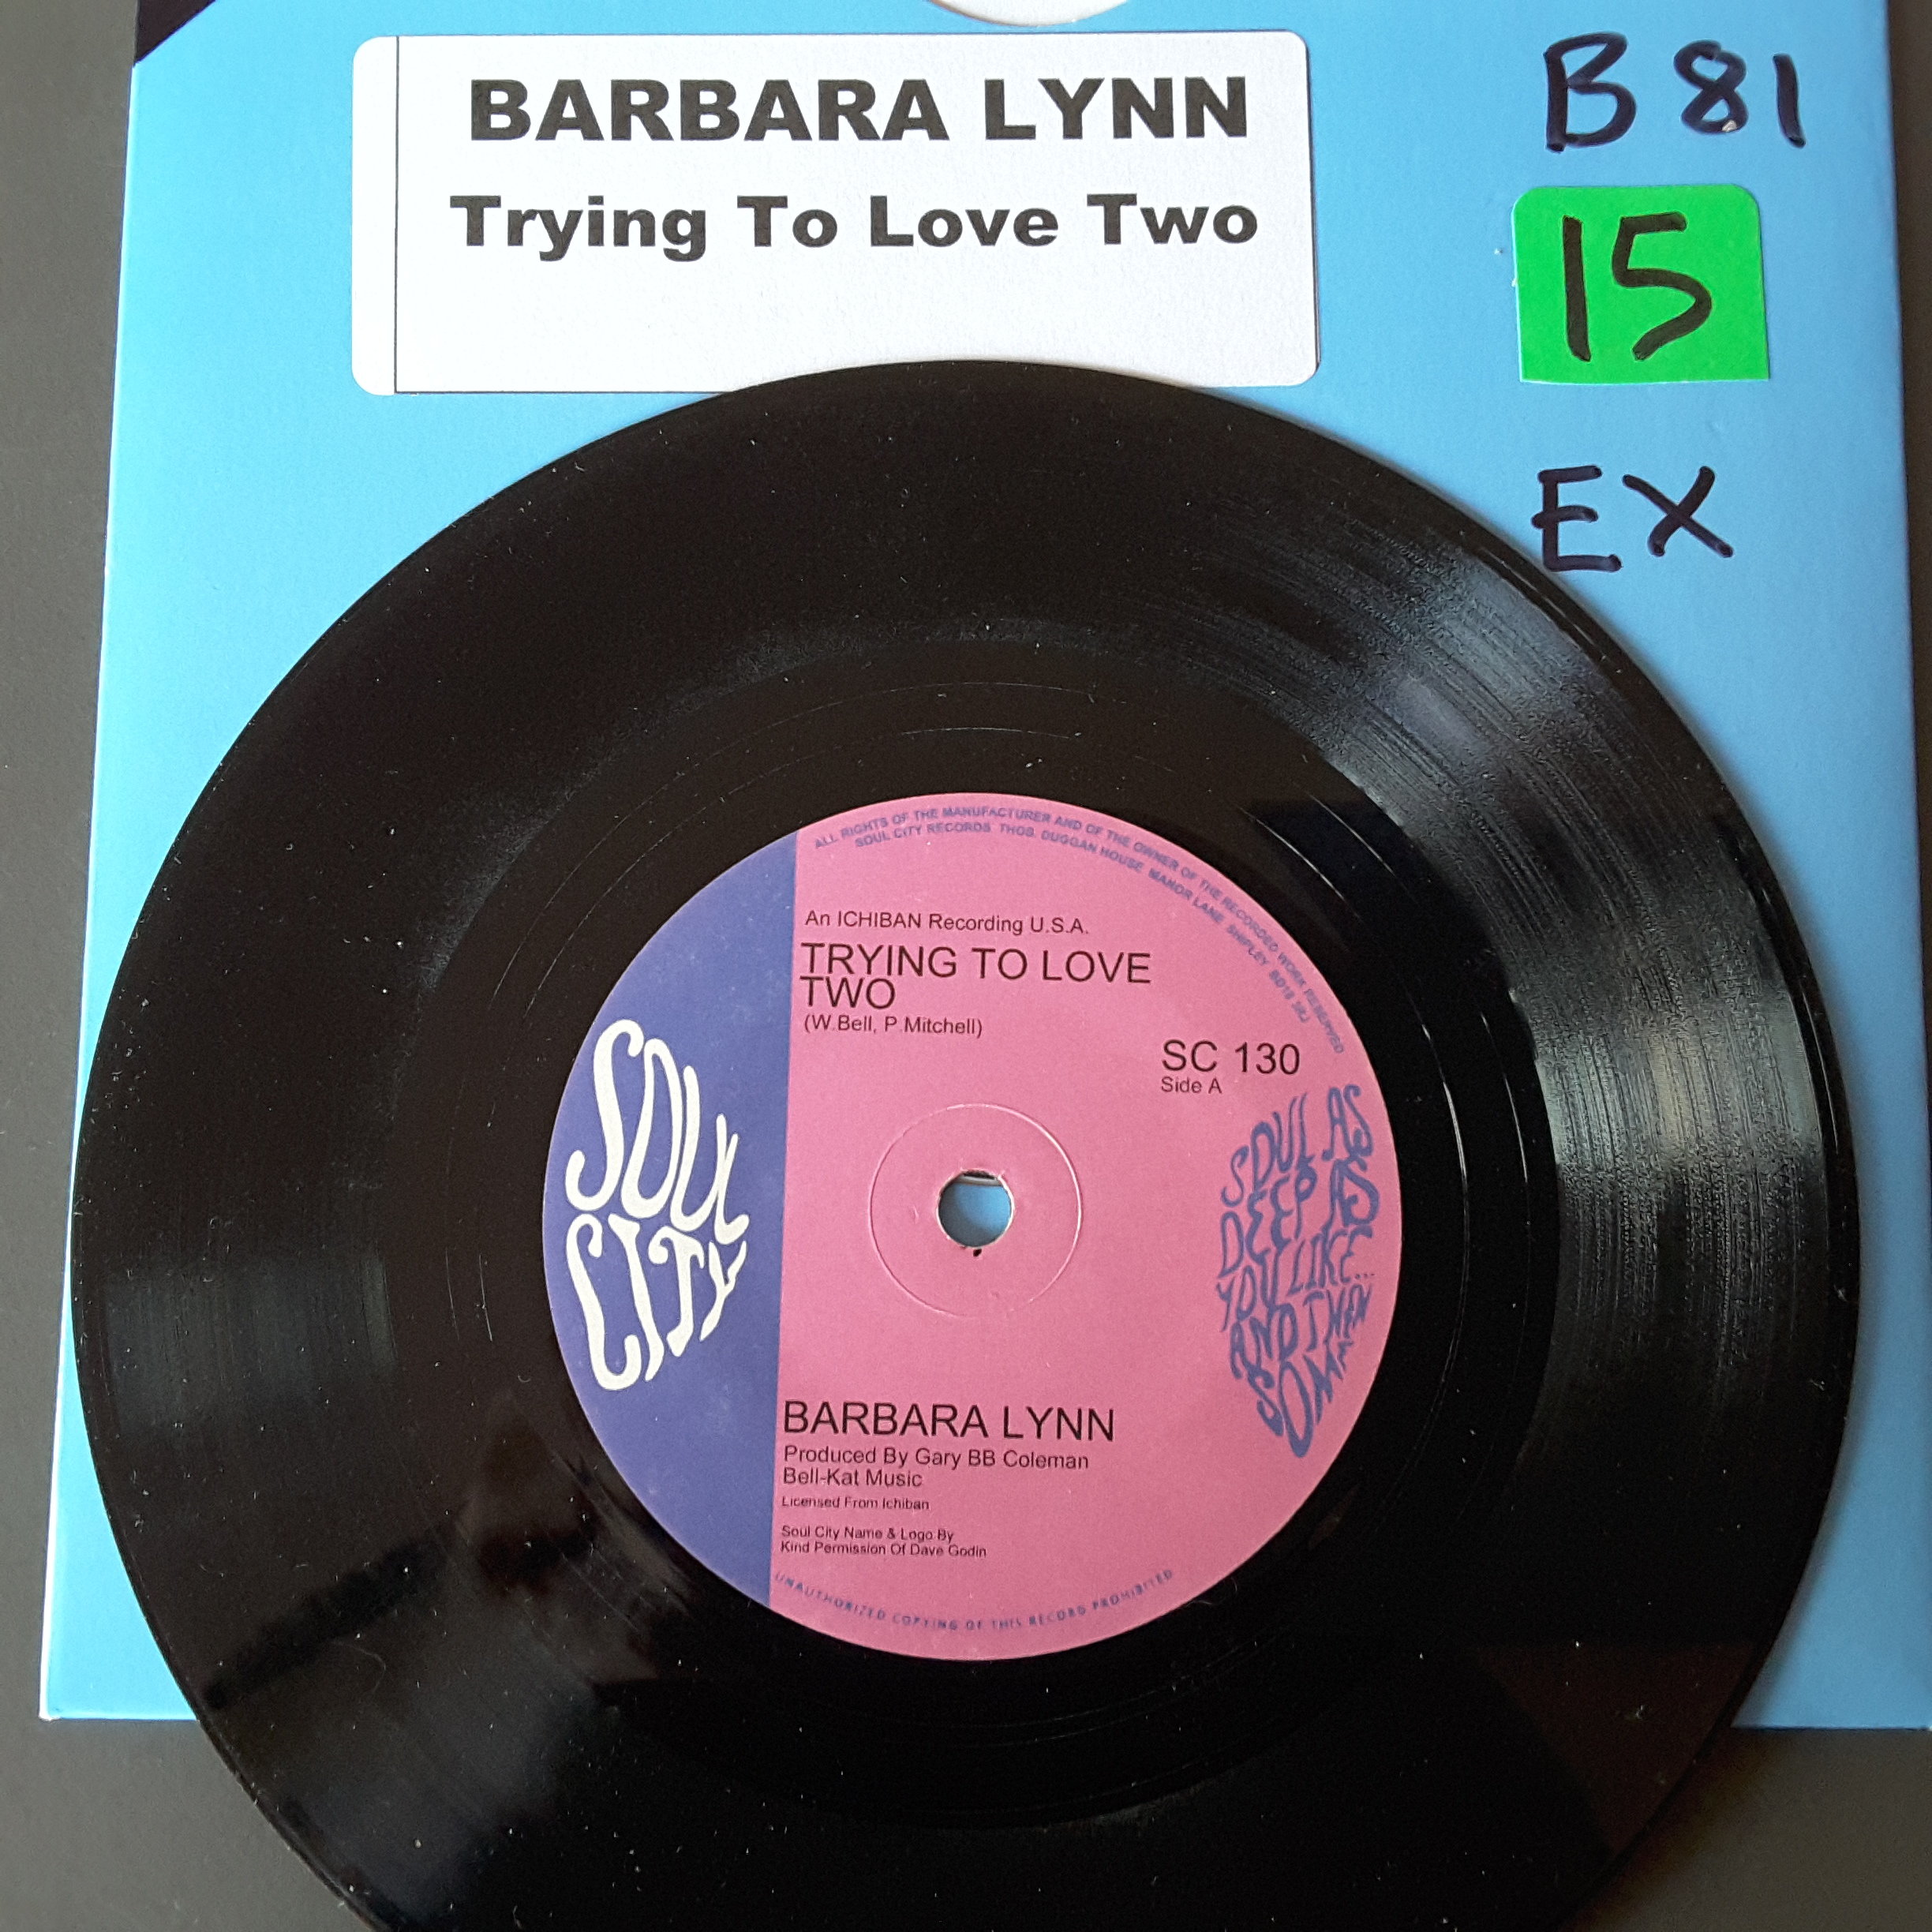 BARBARA LYNN
Trying To Love Two
B 81
15
EX
ALL RIGHTS OF THE MANUFACTURER AND OF THE OWNER OF THE RECORDED WORK RESERVED
SOUL CITY RECORDS. THOS. DUGGAN HOUSE. MANOR LANE. SHIPLEY. BD18 3RJ
An ICHIBAN Recording U.S.A.
TRYING TO LOVE
TWO
(W.Bell, P.Mitchell)
SC 130
Side A
SOUL
CITY
SOUL AS
DEEP AS
YOU LIKE...
AND THEN
SOME
BARBARA LYNN
Produced By Gary BB Coleman
Bell-Kat Music
Licensed From Ichiban
Soul City Name & Logo By
Kind Permission Of Dave Godin
UNAUTHORIZED COPYING OF THIS RECORD PROHIBITED